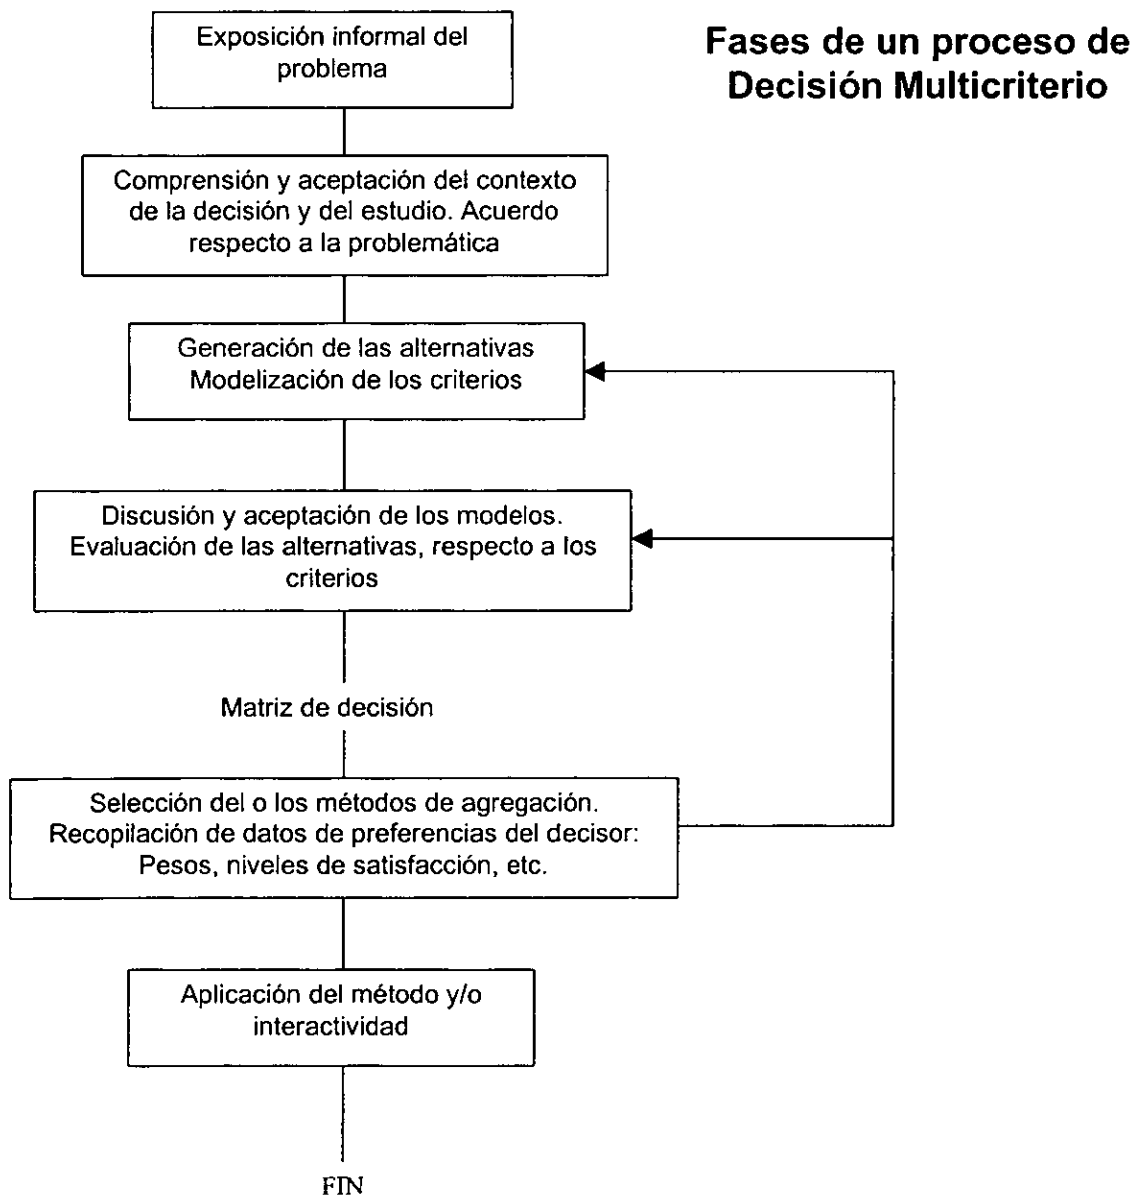 Fases de un proceso de
Decisión Multicriterio
Exposición informal del
problema
Comprensión y aceptación del contexto
de la decisión y del estudio. Acuerdo
respecto a la problemática
Generación de las alternativas
Modelización de los criterios
Discusión y aceptación de los modelos.
Evaluación de las alternativas, respecto a los
criterios
Matriz de decisión
Selección del o los métodos de agregación.
Recopilación de datos de preferencias del decisor:
Pesos, niveles de satisfacción, etc.
Aplicación del método y/o
interactividad
FIN